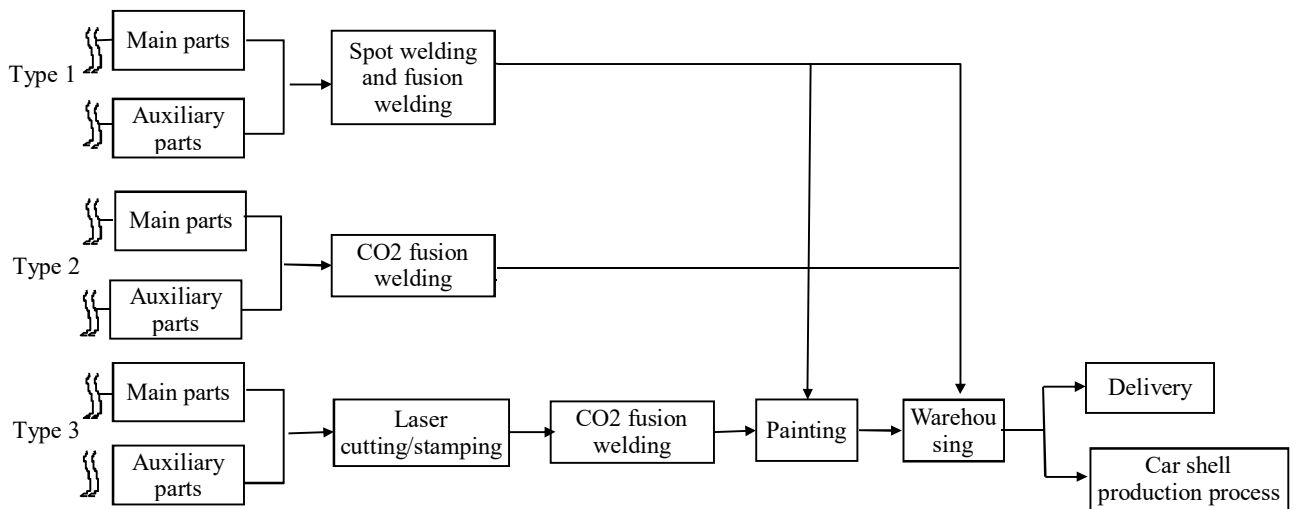 Type 1
Main parts
Auxiliary
parts
Spot welding
and fusion
welding
Type 2
Main parts
Auxiliary
parts
CO2 fusion
welding
Type 3
Main parts
Auxiliary
parts
Laser
cutting/stamping
CO2 fusion
welding
Painting
Warehou
sing
Delivery
Car shell
production process